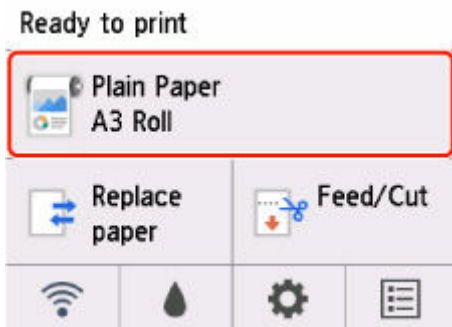 Ready to print
Plain Paper
A3 Roll
Replace
paper
Feed/Cut